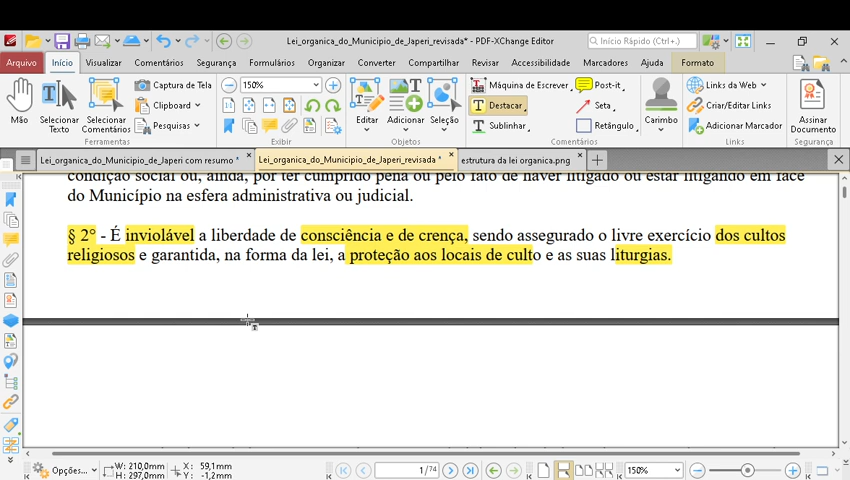 Lei_organica_do_Municipio_de_Japeri_revisada* - PDF-XChange Editor
Início Rápido (Ctrl+.)
Arquivo Início Visualizar Comentários Segurança Formulários Organizar Converter Compartilhar Revisar Acessibilidade Marcadores Ajuda Formato
Mão
Selecionar Texto
Selecionar Comentários
Captura de Tela
Clipboard
Pesquisas
Ferramentas
150%
Exibir
Editar
Adicionar
Seleção
Objetos
Máquina de Escrever
Destacar
Sublinhar
Post-it
Seta
Retângulo
Comentários
Carimbo
Links da Web
Criar/Editar Links
Adicionar Marcador
Links
Assinar Documento
Segurança
Lei_organica_do_Municipio_de_Japeri com resumo *
Lei_organica_do_Municipio_de_Japeri_revisada *
estrutura da lei organica.png
condição social ou, ainda, por ter cumprido pena ou pelo fato de haver litigado ou estar litigando em face
do Município na esfera administrativa ou judicial.
§ 2° - É inviolável a liberdade de consciência e de crença, sendo assegurado o livre exercício dos cultos
religiosos e garantida, na forma da lei, a proteção aos locais de culto e as suas liturgias.
Opções...
W: 210,0mm
H: 297,0mm
X: 59,1mm
Y: -1,2mm
1/74
150%